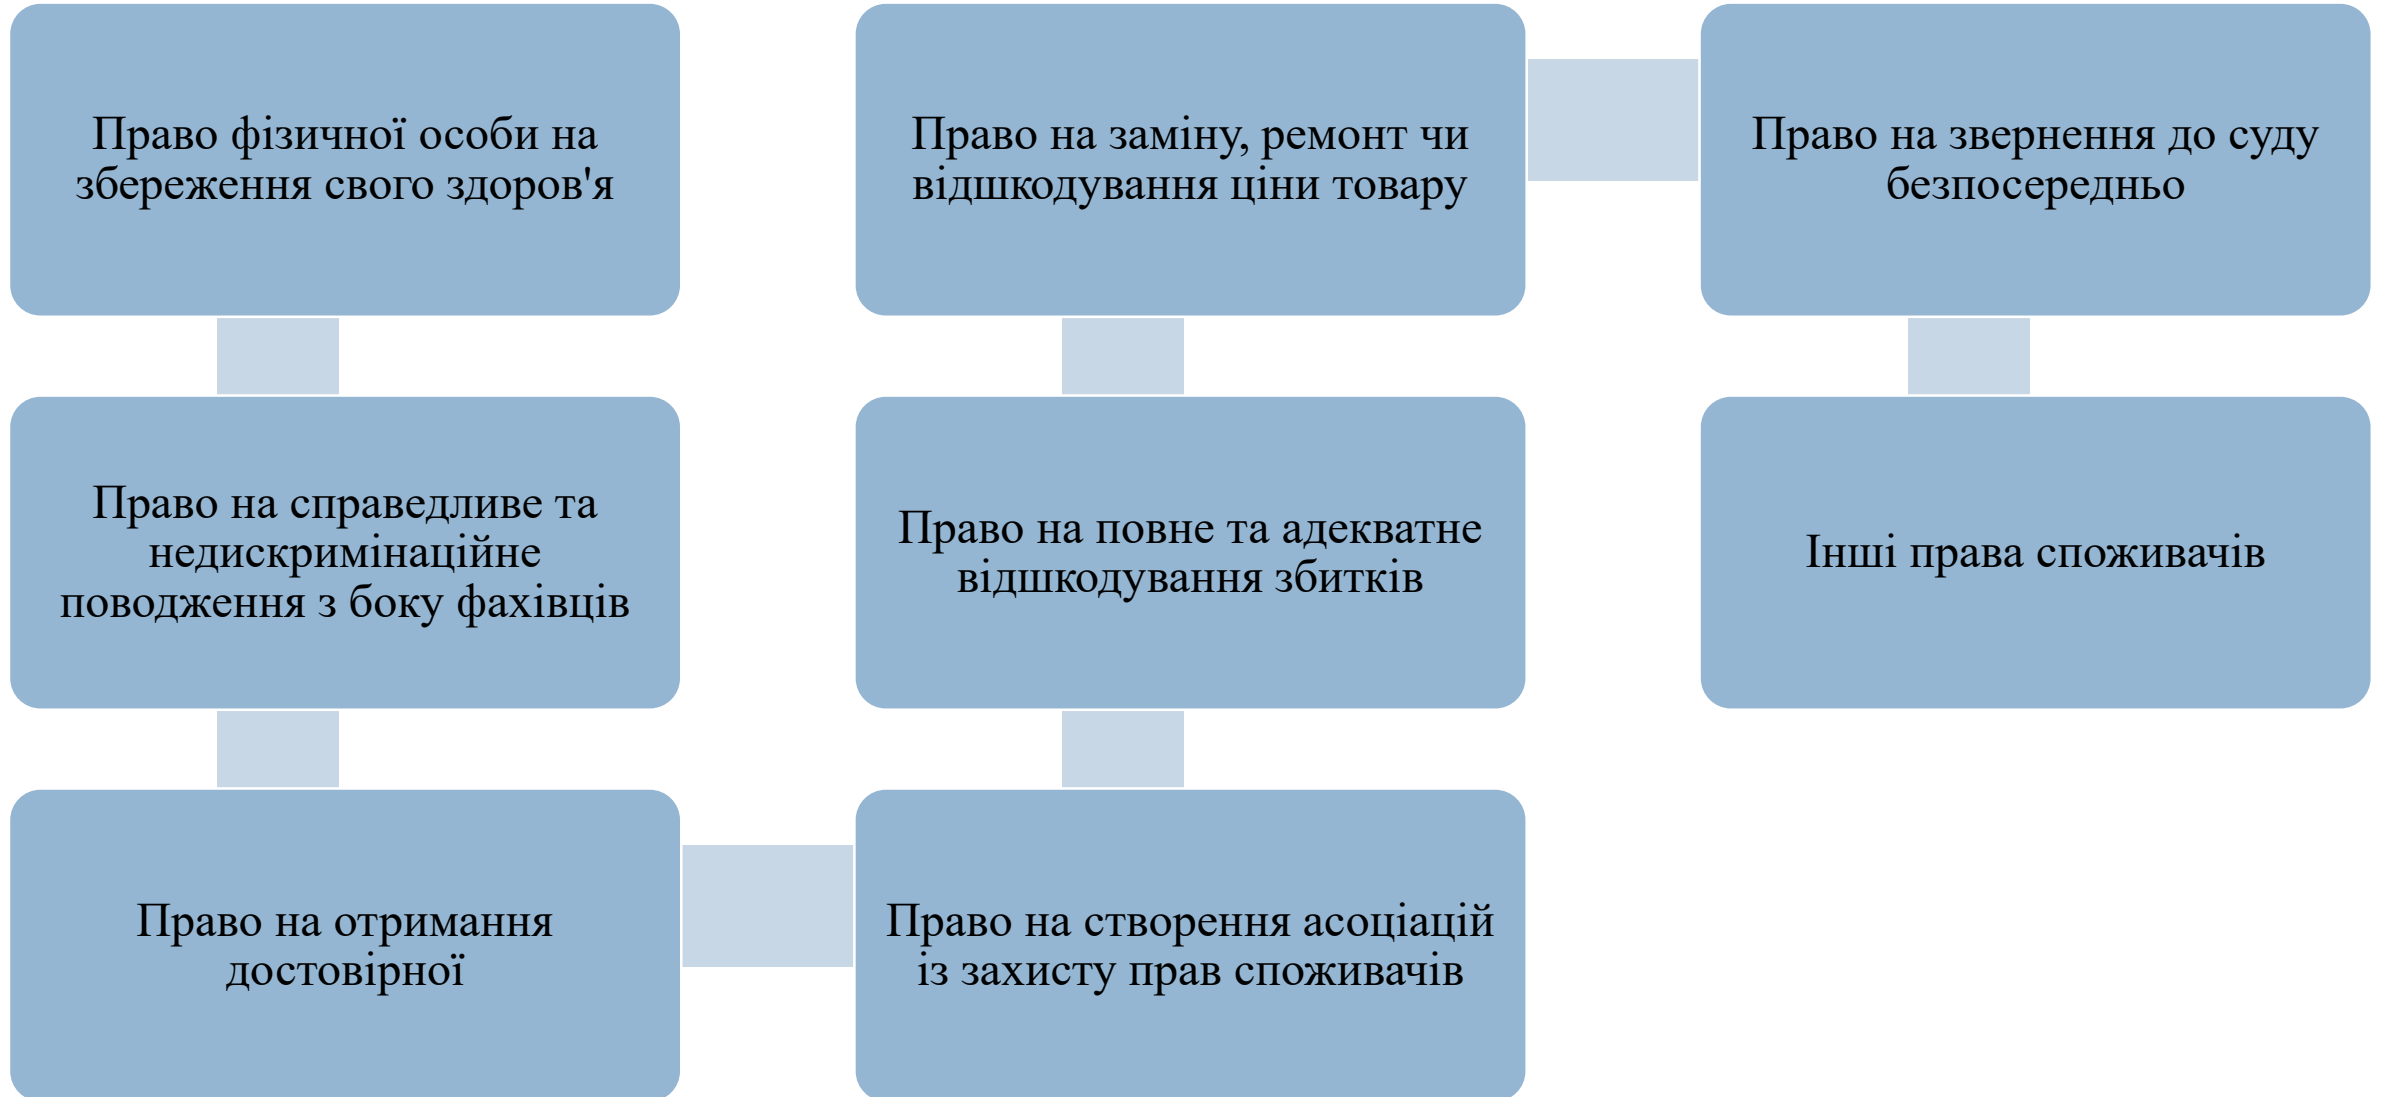 Право фізичної особи на
збереження свого здоров'я
Право на справедливе та
недискримінаційне
поводження з боку фахівців
Право на отримання
достовірної
Право на створення асоціацій
із захисту прав споживачів
Право на повне та адекватне
відшкодування збитків
Право на заміну, ремонт чи
відшкодування ціни товару
Право на звернення до суду
безпосередньо
Інші права споживачів